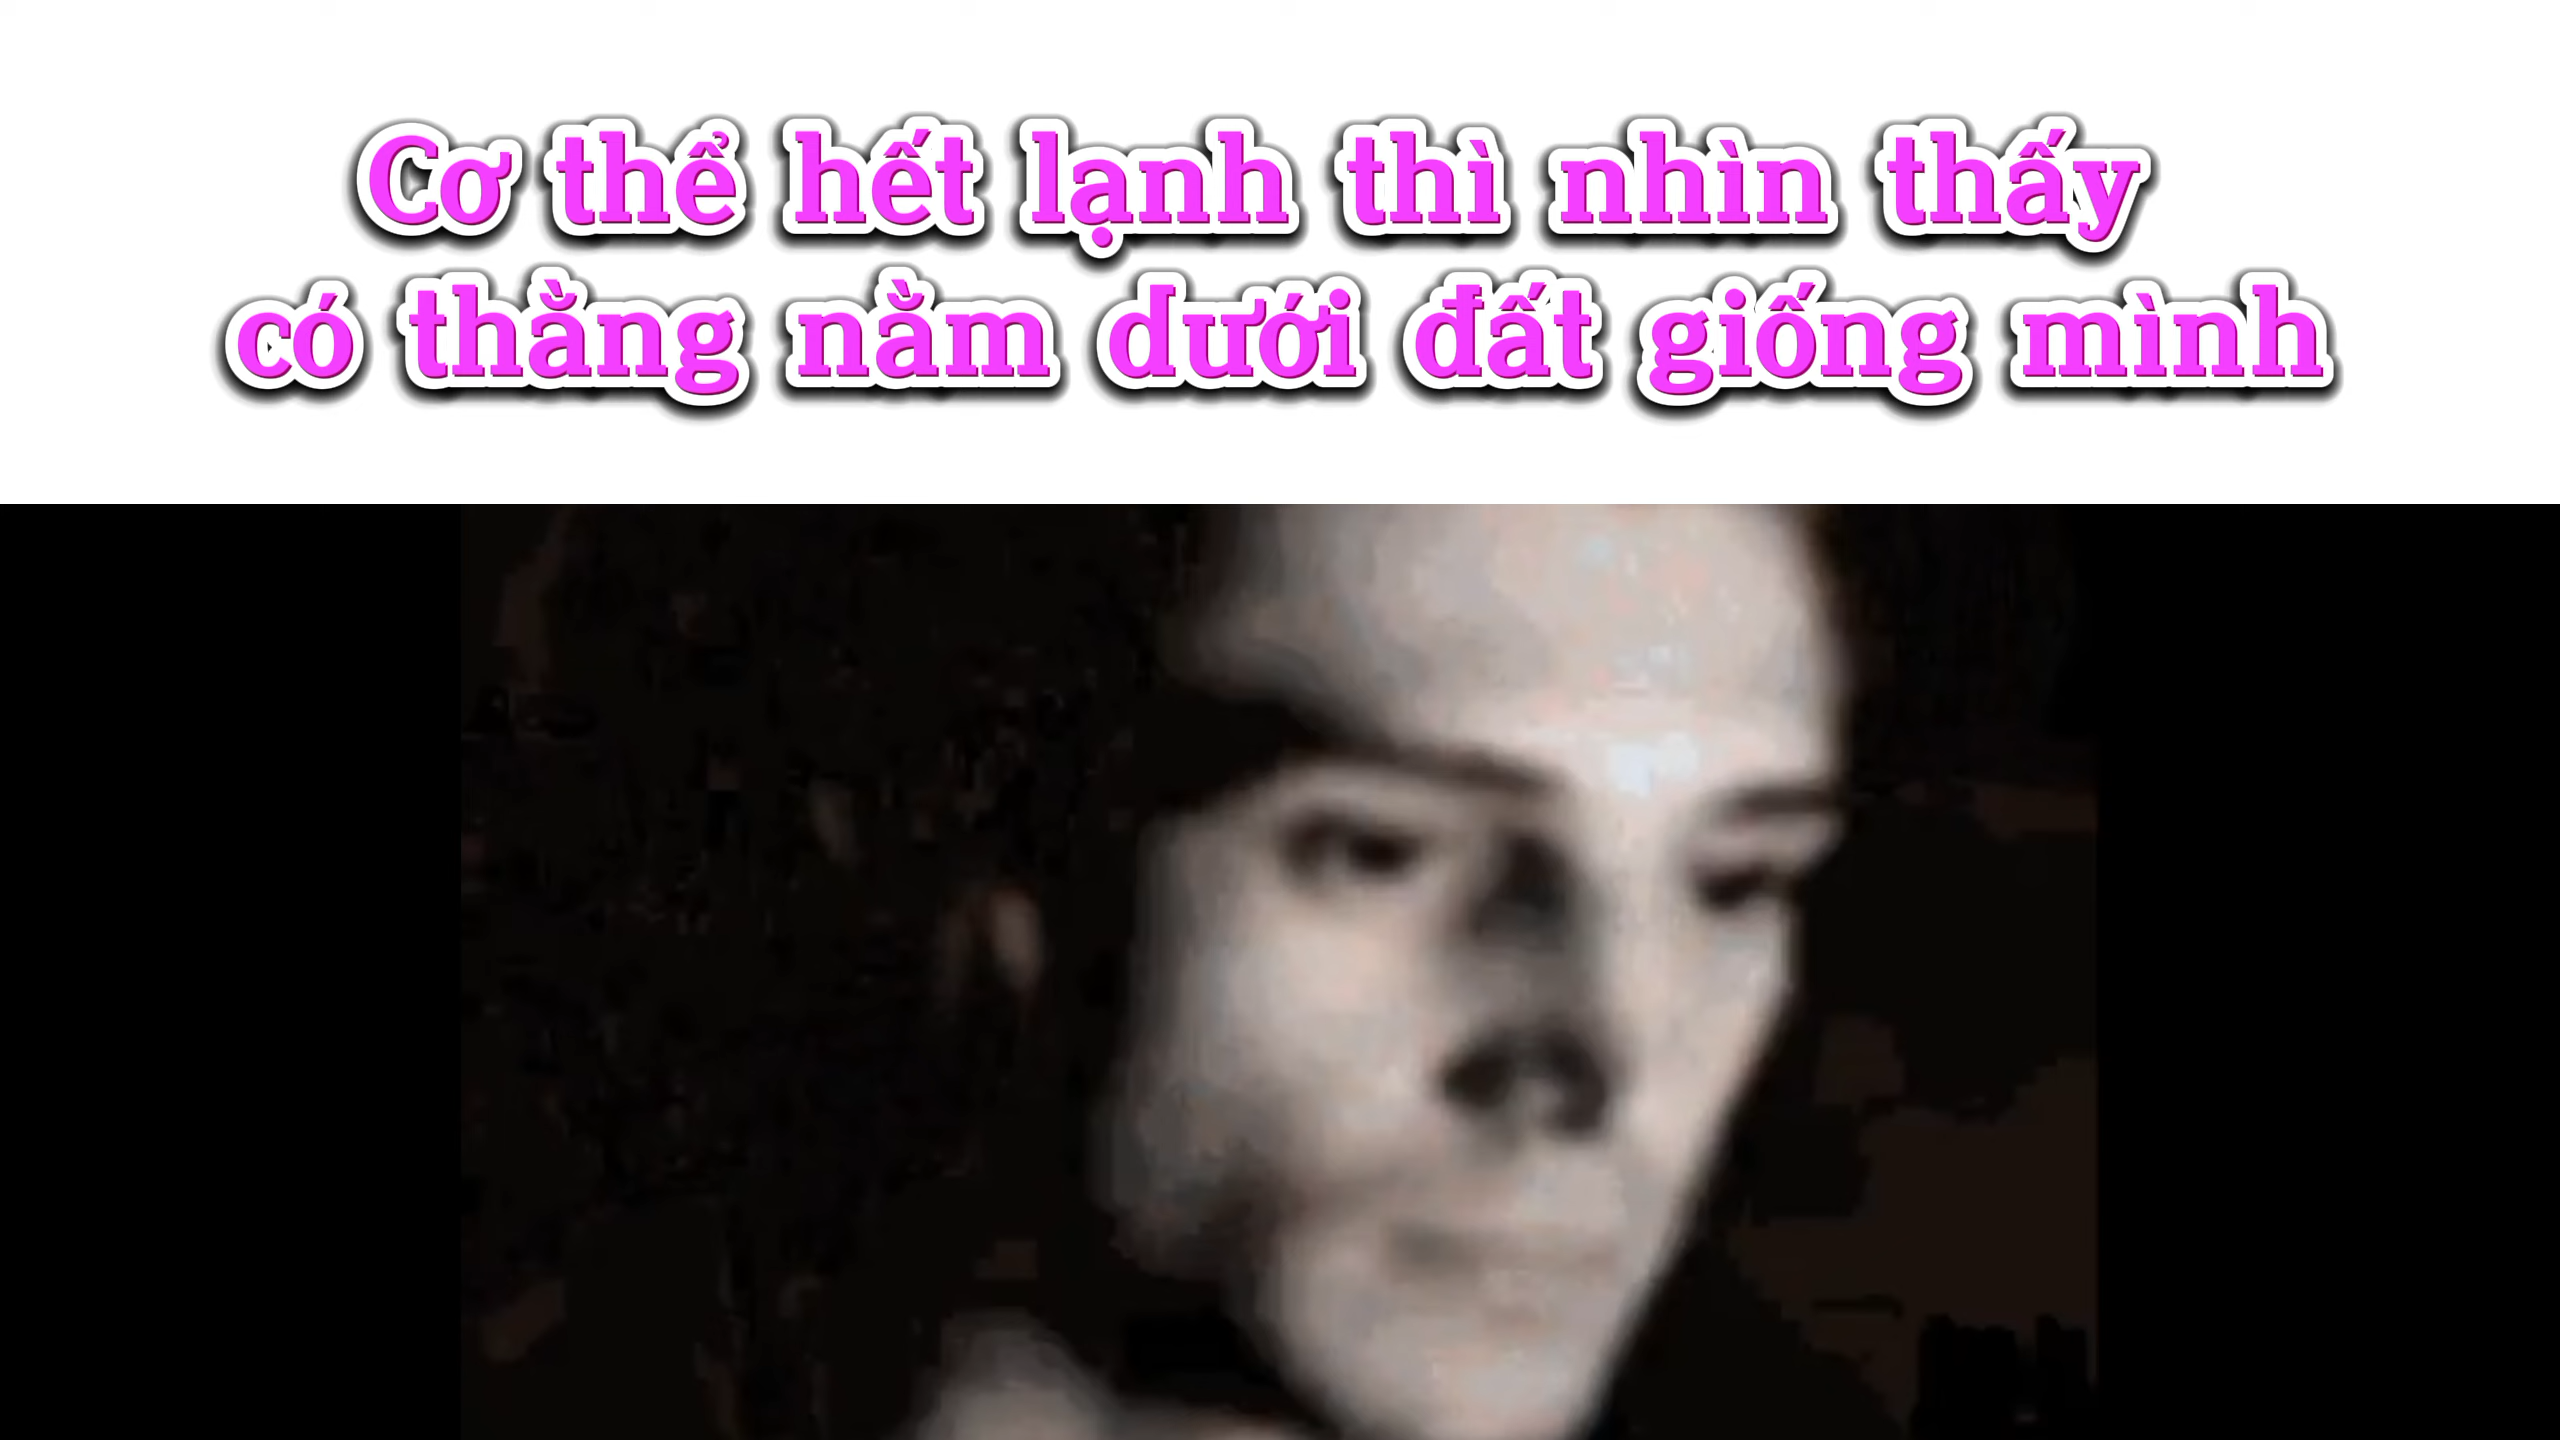 Cơ thể hết lạnh thì nhìn thấy
có thằng nằm dưới đất giống mình